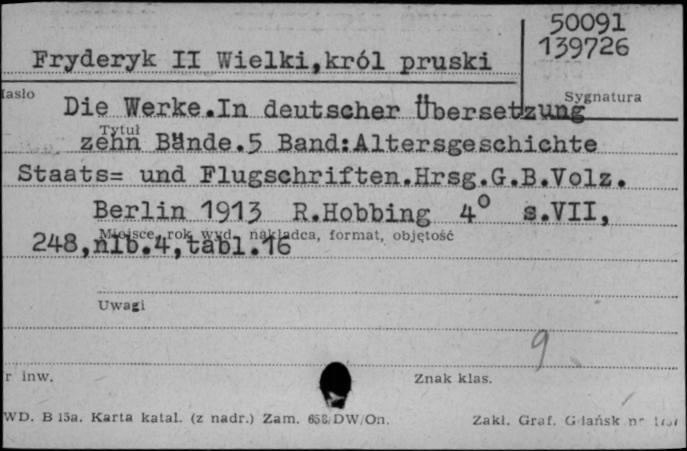 50091
139726
Fryderyk II Wielki,król pruski
Hasło
Sygnatura
Die Werke.In deutscher Übersetzung
Tytuł
zehn Bände.5 Band:Altersgeschichte
Staats= und Flugschriften.Hrsg.G.B.Volz.
Berlin 1913 R.Hobbing 4° s.VII,
Miejsce, rok wyd., nakładca, format, objętość
248,nlb.4,tabl.16
Uwagi
9
r inw.
Znak klas.
WD. B 15a. Karta katal. (z nadr.) Zam. 658/DW/On.
Zakł. Graf. Gdańsk nr